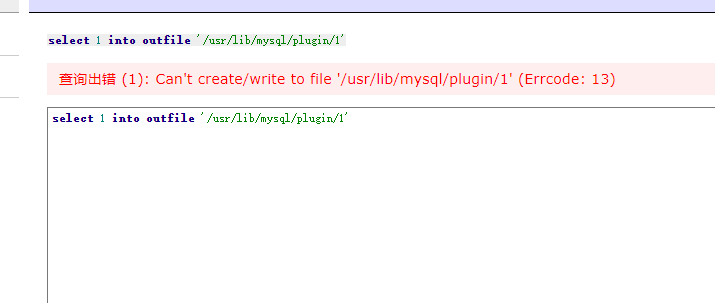 select 1 into outfile '/usr/lib/mysql/plugin/1'
查询出错 (1): Can't create/write to file '/usr/lib/mysql/plugin/1' (Errcode: 13)
select 1 into outfile '/usr/lib/mysql/plugin/1'